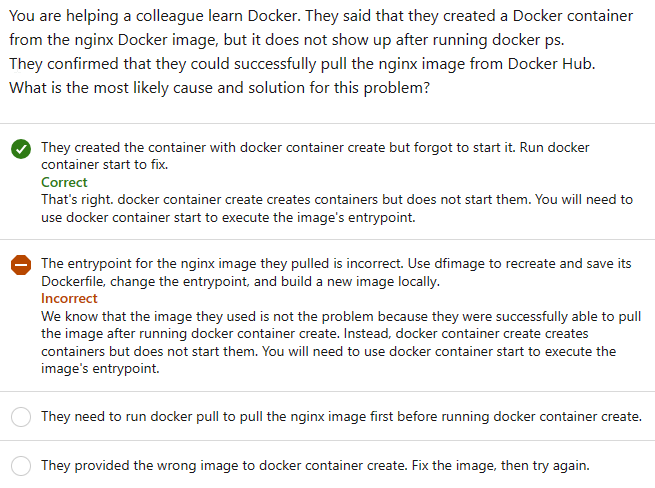 You are helping a colleague learn Docker. They said that they created a Docker container
from the nginx Docker image, but it does not show up after running docker ps.
They confirmed that they could successfully pull the nginx image from Docker Hub.
What is the most likely cause and solution for this problem?
They created the container with docker container create but forgot to start it. Run docker
container start to fix.
Correct
That's right. docker container create creates containers but does not start them. You will need to
use docker container start to execute the image's entrypoint.
The entrypoint for the nginx image they pulled is incorrect. Use dfimage to recreate and save its
Dockerfile, change the entrypoint, and build a new image locally.
Incorrect
We know that the image they used is not the problem because they were successfully able to pull
the image after running docker container create. Instead, docker container create creates
containers but does not start them. You will need to use docker container start to execute the
image's entrypoint.
They need to run docker pull to pull the nginx image first before running docker container create.
They provided the wrong image to docker container create. Fix the image, then try again.